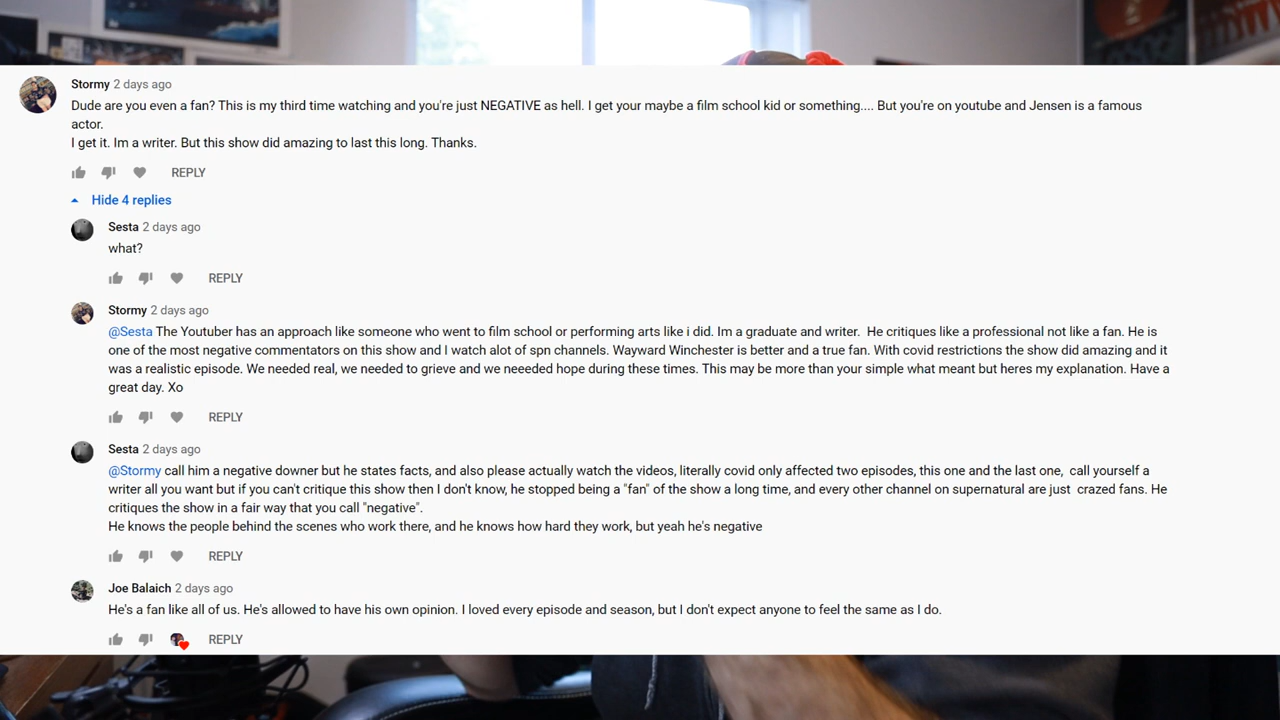 Stormy 2 days ago
Dude are you even a fan? This is my third time watching and you're just NEGATIVE as hell. I get your maybe a film school kid or something.... But you're on youtube and Jensen is a famous
actor.
I get it. Im a writer. But this show did amazing to last this long. Thanks.
REPLY
Hide 4 replies
Sesta 2 days ago
what?
REPLY
Stormy 2 days ago
@Sesta The Youtuber has an approach like someone who went to film school or performing arts like i did. Im a graduate and writer.  He critiques like a professional not like a fan. He is
one of the most negative commentators on this show and I watch alot of spn channels. Wayward Winchester is better and a true fan. With covid restrictions the show did amazing and it
was a realistic episode. We needed real, we needed to grieve and we neeeded hope during these times. This may be more than your simple what meant but heres my explanation. Have a
great day. Xo
REPLY
Sesta 2 days ago
@Stormy call him a negative downer but he states facts, and also please actually watch the videos, literally covid only affected two episodes, this one and the last one,  call yourself a
writer all you want but if you can't critique this show then I don't know, he stopped being a "fan" of the show a long time, and every other channel on supernatural are just  crazed fans. He
critiques the show in a fair way that you call "negative".
He knows the people behind the scenes who work there, and he knows how hard they work, but yeah he's negative
REPLY
Joe Balaich 2 days ago
He's a fan like all of us. He's allowed to have his own opinion. I loved every episode and season, but I don't expect anyone to feel the same as I do.
REPLY